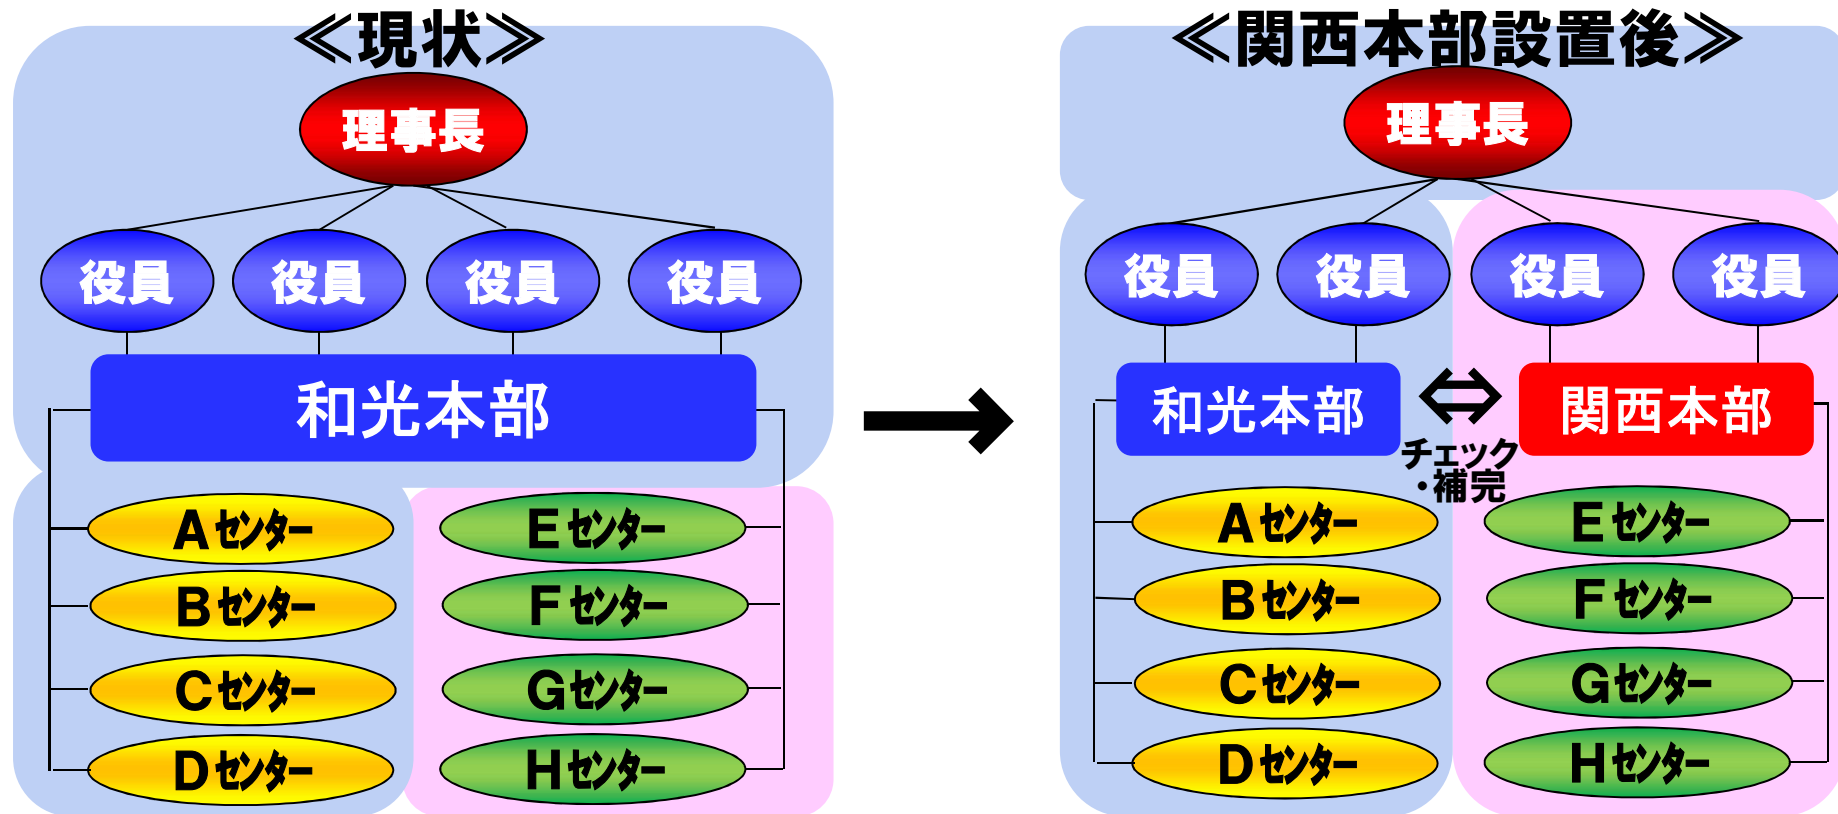 ≪現状≫
理事長
役員
役員
役員
役員
和光本部
Aセンター
Bセンター
Cセンター
Dセンター
Eセンター
Fセンター
Gセンター
Hセンター
≪関西本部設置後≫
理事長
役員
役員
役員
役員
和光本部
チェック
・補完
関西本部
Aセンター
Bセンター
Cセンター
Dセンター
Eセンター
Fセンター
Gセンター
Hセンター